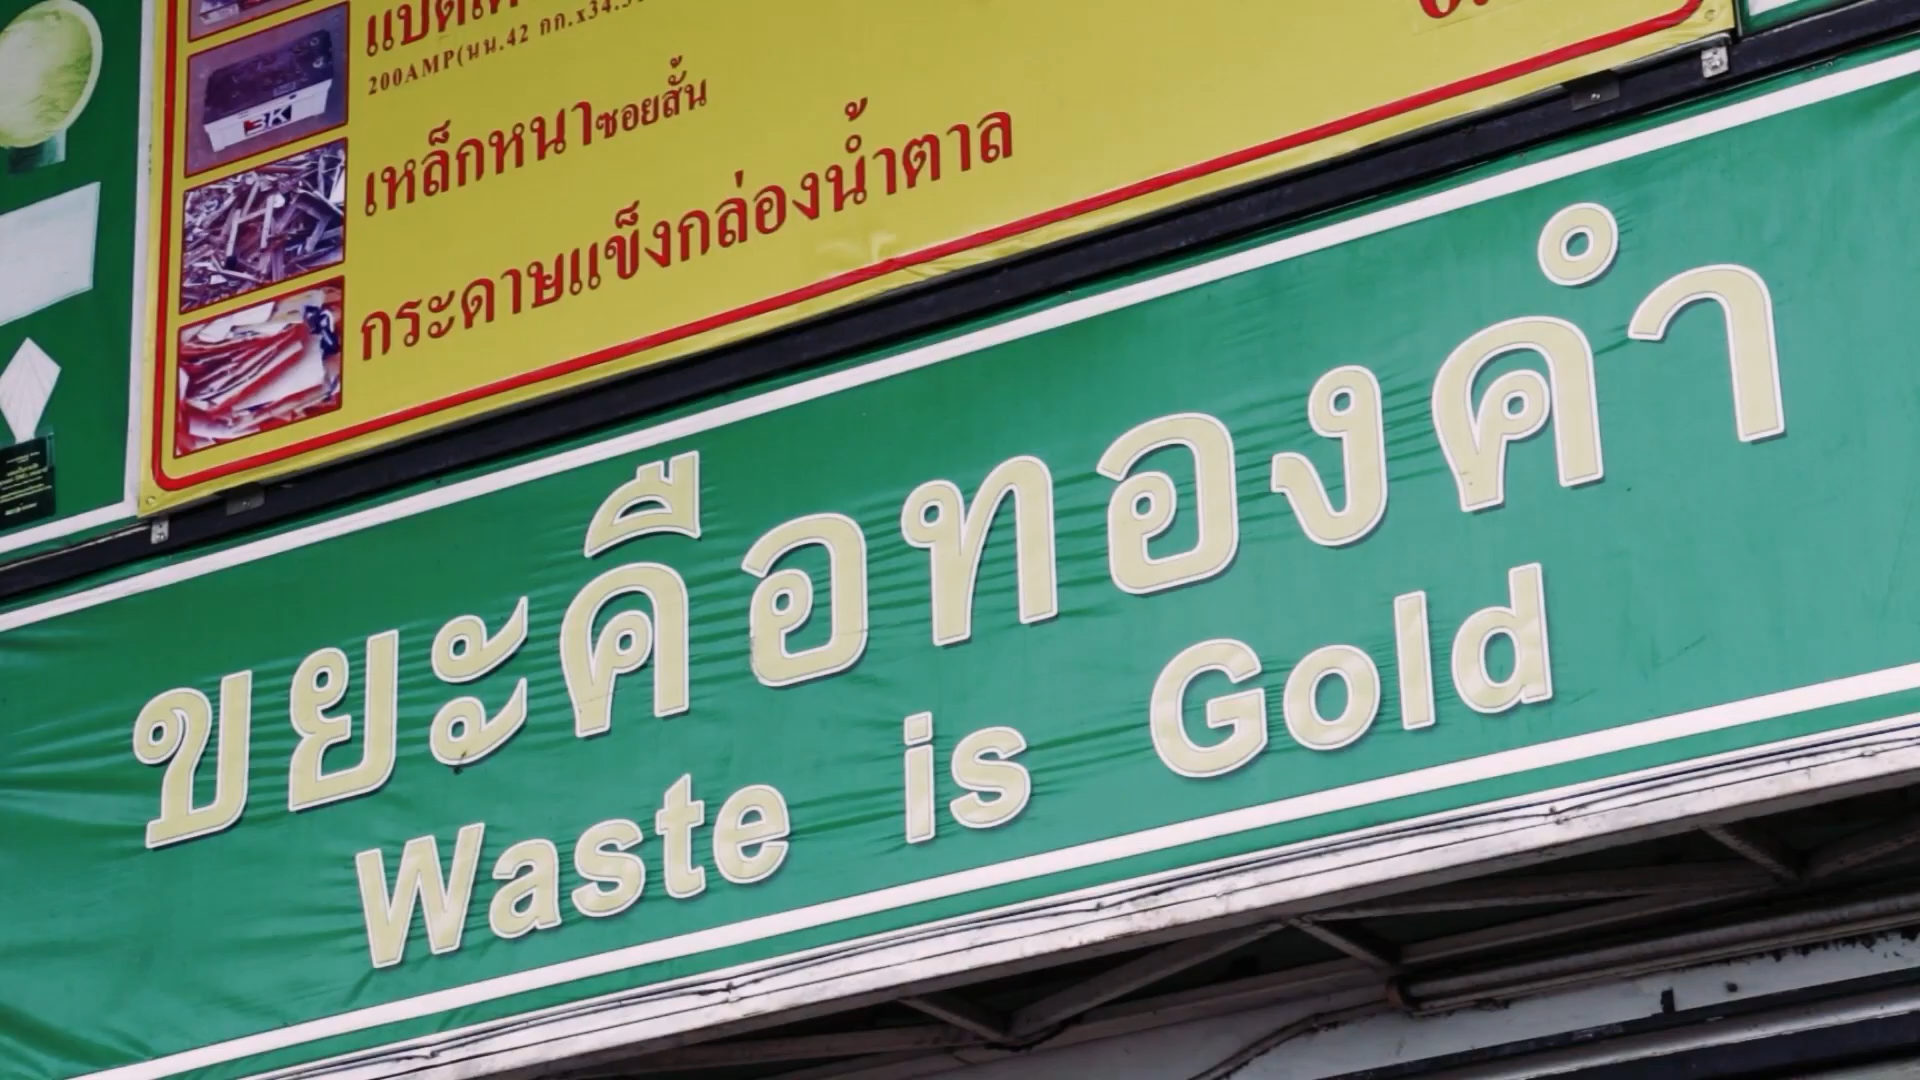 200AMP(นน.42 กก.x34.5
เหล็กหนาซอยสั้น
กระดาษแข็งกล่องน้ำตาล
ขยะคือทองคำ
Waste is Gold